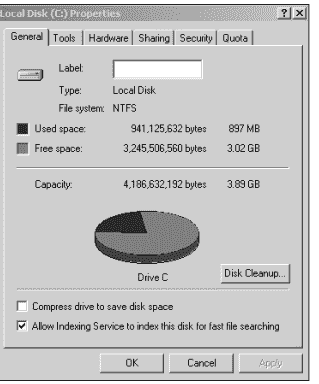 Local Disk (C:) Properties
General Tools Hardware Sharing Security Quota
Label:
Type: Local Disk
File system: NTFS
Used space: 941,125,632 bytes 897 MB
Free space: 3,245,506,560 bytes 3.02 GB
Capacity: 4,186,632,192 bytes 3.89 GB
Drive C
Disk Cleanup...
Compress drive to save disk space
Allow Indexing Service to index this disk for fast file searching
OK Cancel Apply